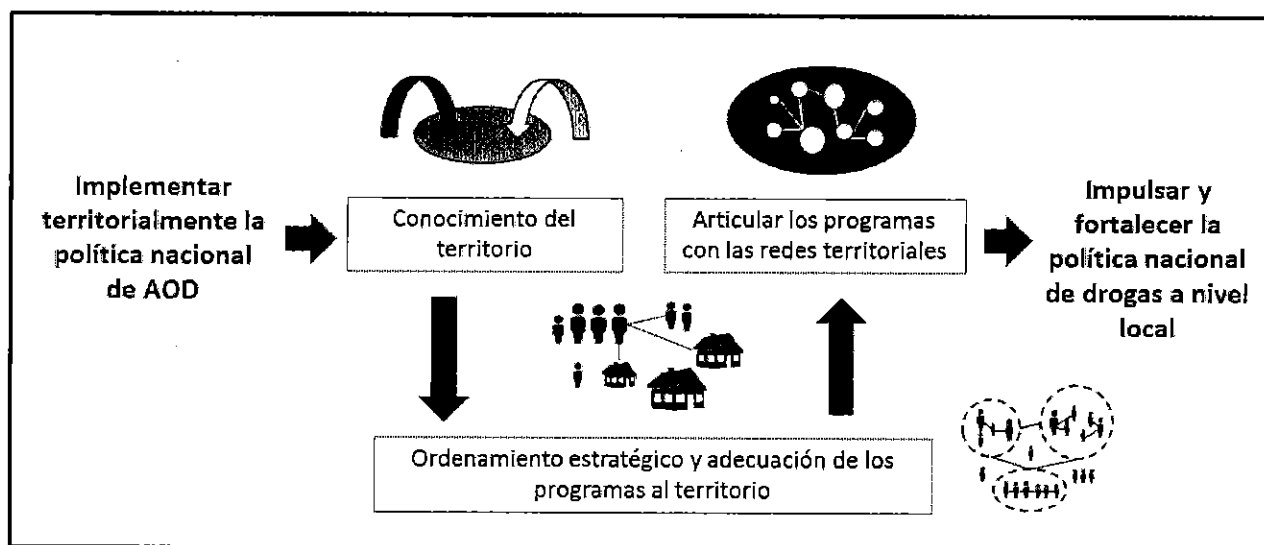 Implementar
territorialmente la
política nacional
de AOD
Conocimiento del
territorio
Ordenamiento estratégico y adecuación de los
programas al territorio
Articular los programas
con las redes territoriales
Impulsar y
fortalecer la
política nacional
de drogas a nivel
local